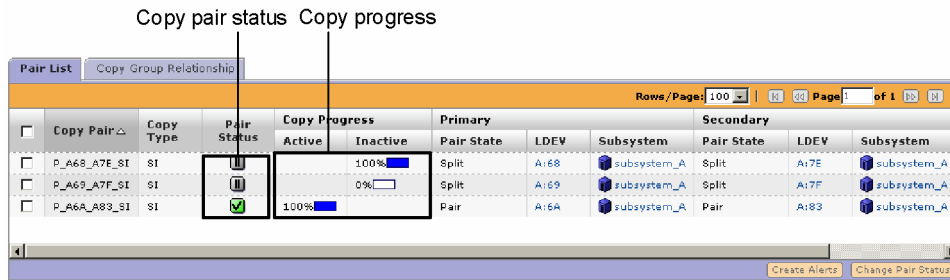 Copy pair status Copy progress
Pair List Copy Group Relationship
Rows/Page: 100 Page 1 of 1
Copy Pair Copy Type Pair Status Copy Progress Primary Secondary
Active Inactive Pair State LDEV Subsystem Pair State LDEV Subsystem
P_A68_A7E_SI SI 100% Split A:68 subsystem_A Split A:7E subsystem_A
P_A69_A7F_SI SI 0% Split A:69 subsystem_A Split A:7F subsystem_A
P_A6A_A83_SI SI 100% Pair A:6A subsystem_A Pair A:83 subsystem_A
Create Alerts Change Pair Status